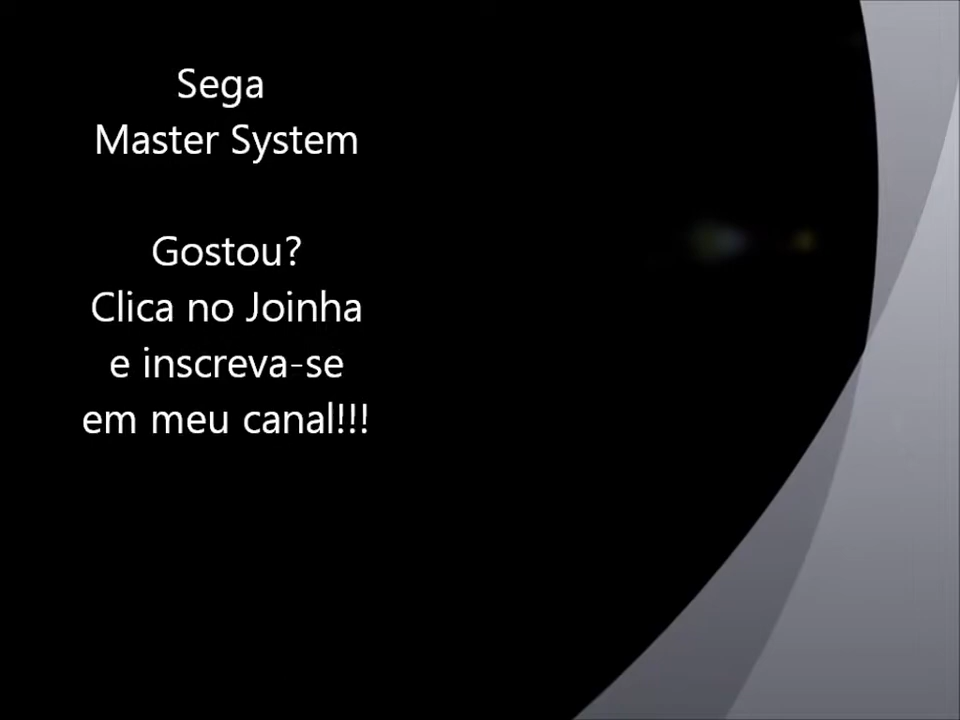 Sega
Master System
Gostou?
Clica no Joinha
e inscreva-se
em meu canal!!!